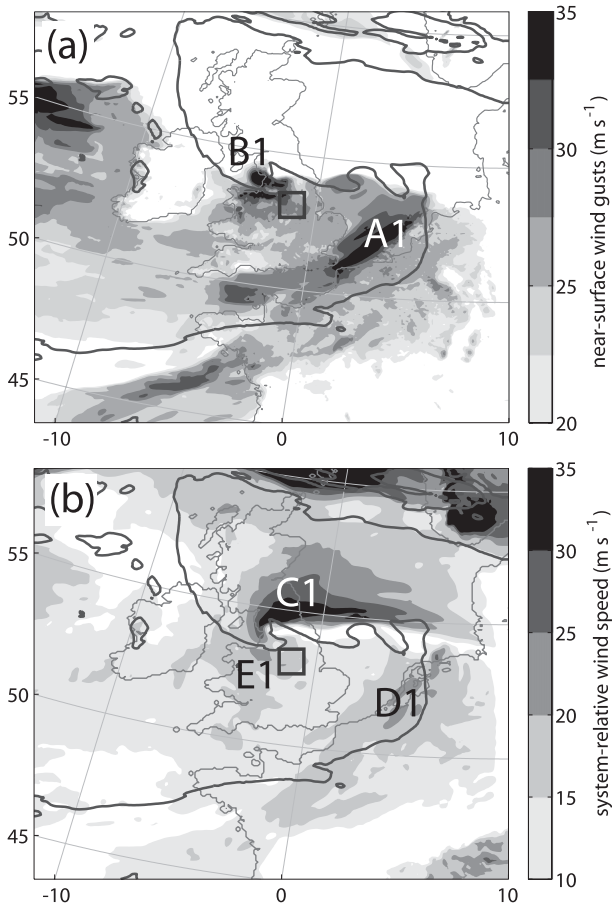 (a)
B1
A1
55
50
45
-10
0
10
35
30
25
20
near-surface wind gusts (m s⁻¹)
(b)
C1
E1
D1
55
50
45
-10
0
10
35
30
25
20
15
10
system-relative wind speed (m s⁻¹)